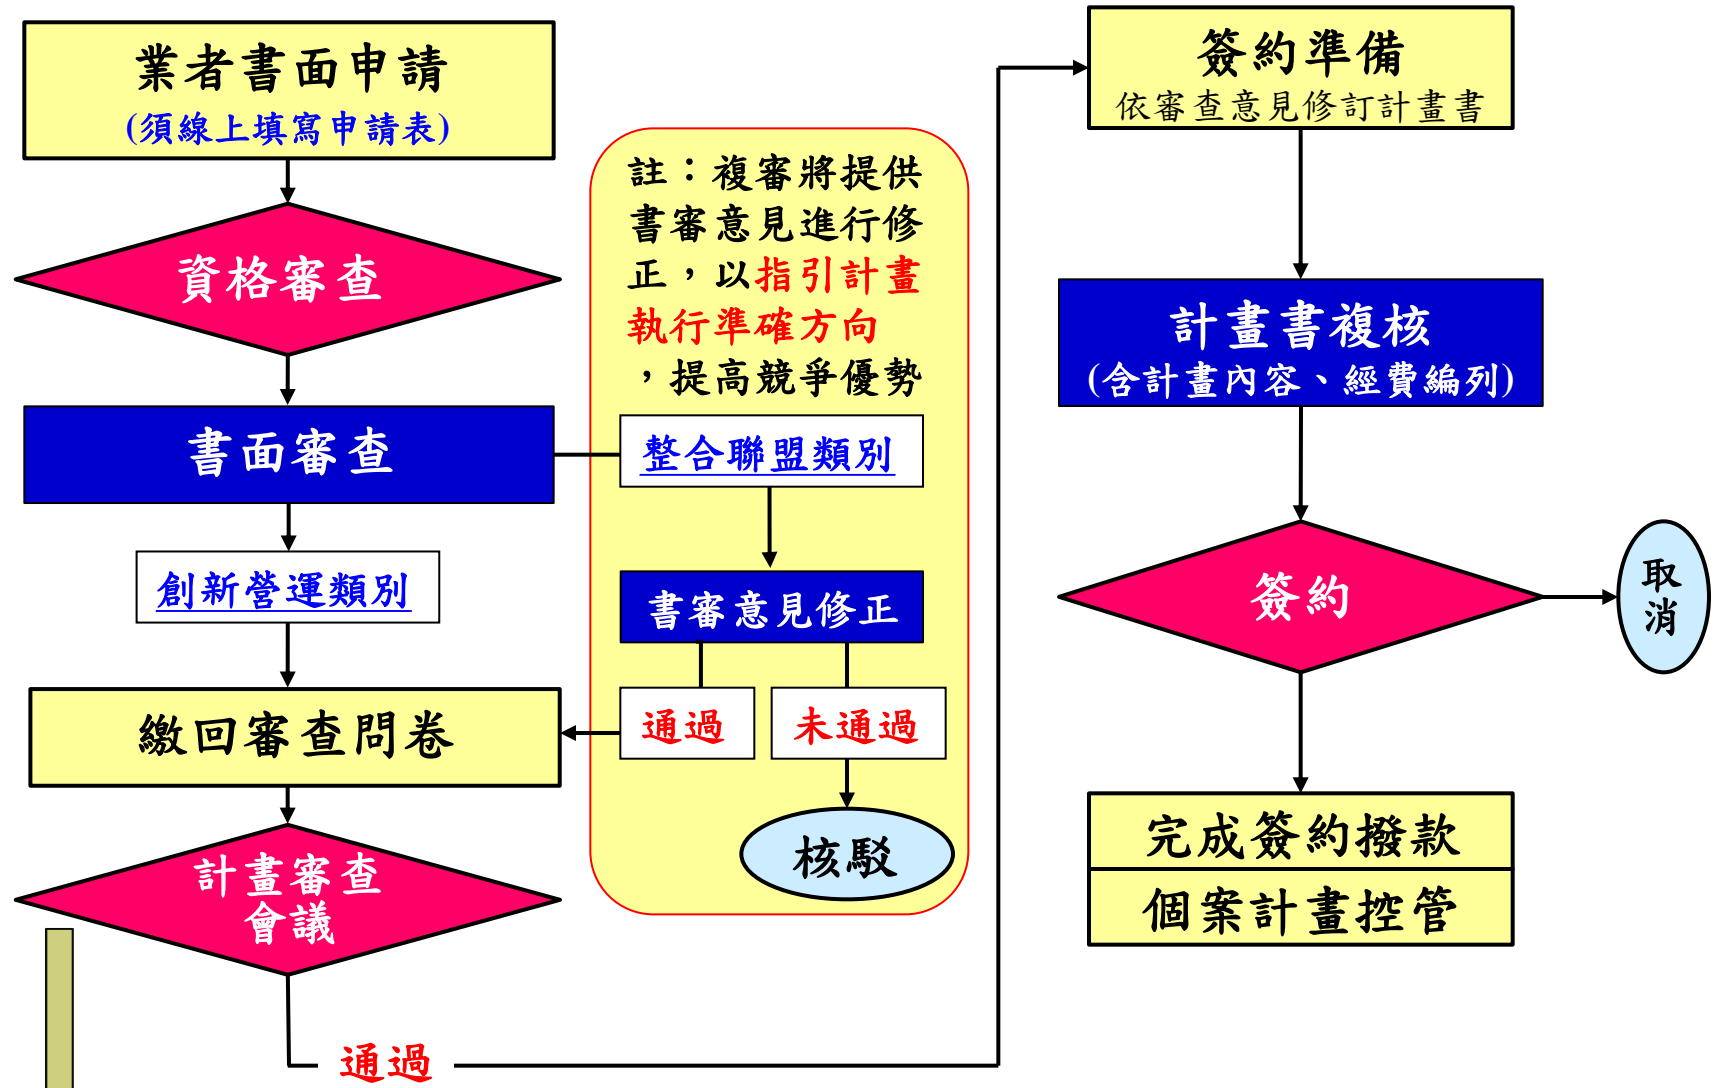 業者書面申請
(須線上填寫申請表)
資格審查
書面審查
創新營運類別
繳回審查問卷
計畫審查
會議
通過
註：複審將提供
書審意見進行修
正，以指引計畫
執行準確方向
，提高競爭優勢
整合聯盟類別
書審意見修正
通過
未通過
核駁
簽約準備
依審查意見修訂計畫書
計畫書複核
(含計畫內容、經費編列)
簽約
取
消
完成簽約撥款
個案計畫控管